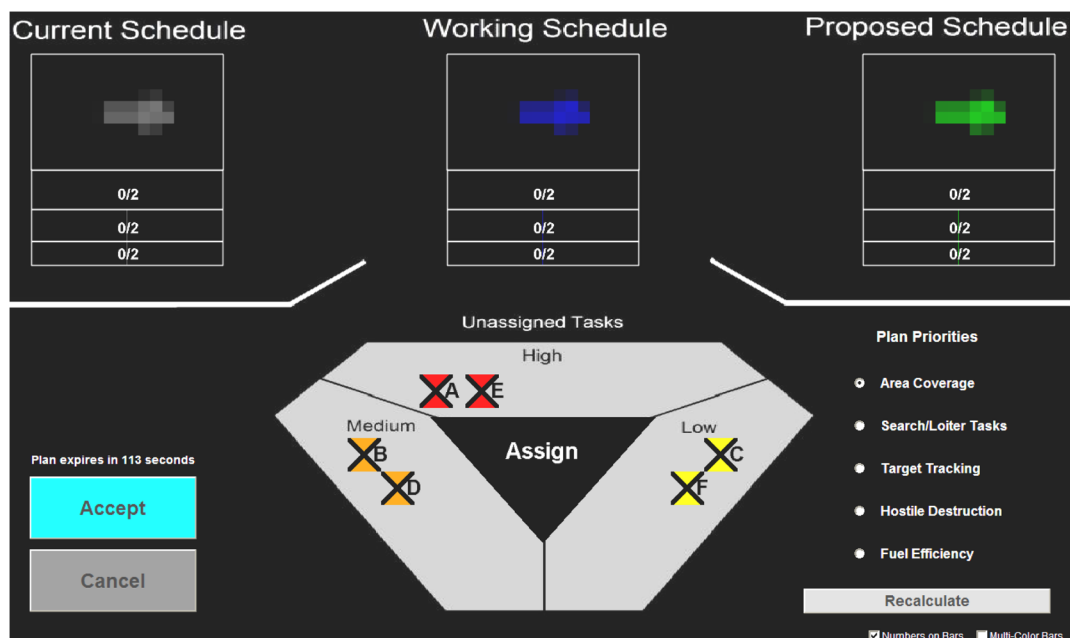 Current Schedule
Working Schedule
Proposed Schedule
0/2
0/2
0/2
0/2
0/2
0/2
0/2
0/2
0/2
Unassigned Tasks
High
A E
Medium
B
D
Low
C
F
Assign
Plan expires in 113 seconds
Accept
Cancel
Plan Priorities
Area Coverage
Search/Loiter Tasks
Target Tracking
Hostile Destruction
Fuel Efficiency
Recalculate
Numbers on Bars Multi-Color Bars